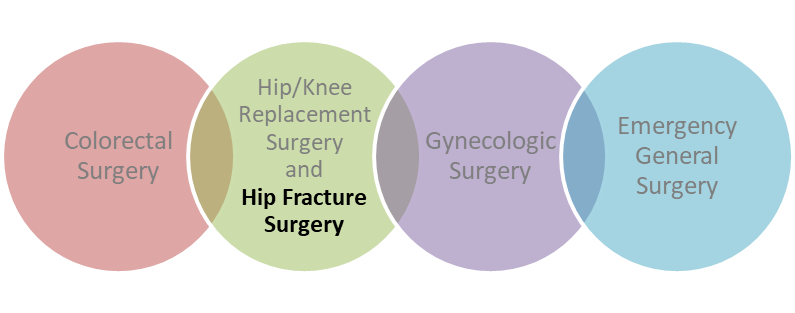 Colorectal
Surgery
Hip/Knee
Replacement
Surgery
and
Hip Fracture
Surgery
Gynecologic
Surgery
Emergency
General
Surgery